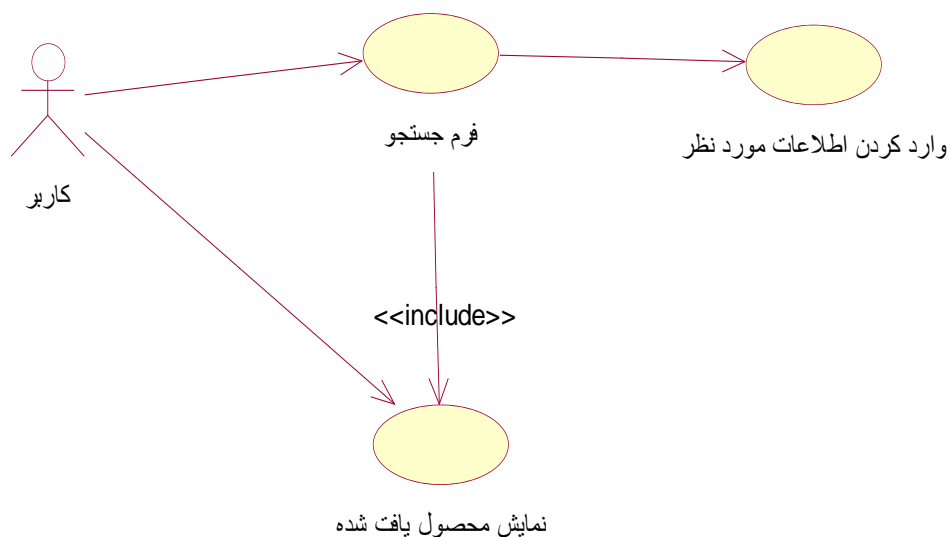 فرم جستجو
وارد کردن اطلاعات مورد نظر
کاربر
<<include>>
نمایش محصول یافت شده